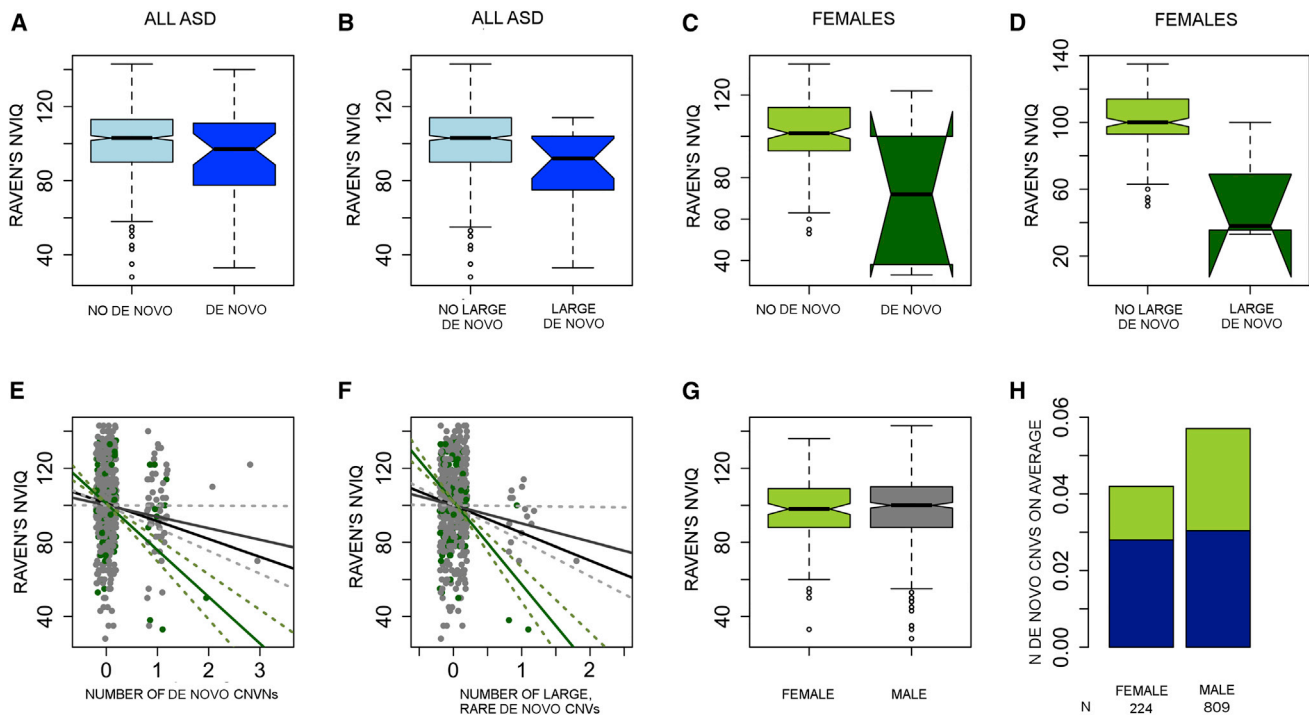 A
ALL ASD
RAVEN'S NVIQ
40
80
120
NO DE NOVO
DE NOVO
B
ALL ASD
RAVEN'S NVIQ
40
80
120
NO LARGE
DE NOVO
LARGE
DE NOVO
C
FEMALES
RAVEN'S NVIQ
40
60
80
120
NO DE NOVO
DE NOVO
D
FEMALES
RAVEN'S NVIQ
20
60
100
140
NO LARGE
DE NOVO
LARGE
DE NOVO
E
RAVEN'S NVIQ
40
80
120
0 1 2 3
NUMBER OF DE NOVO CNVNs
F
RAVEN'S NVIQ
40
80
120
0 1 2
NUMBER OF LARGE,
RARE DE NOVO CNVs
G
RAVEN'S NVIQ
40
80
120
FEMALE
MALE
H
N DE NOVO CNVS ON AVERAGE
0.00
0.02
0.04
0.06
FEMALE MALE
N 224 809